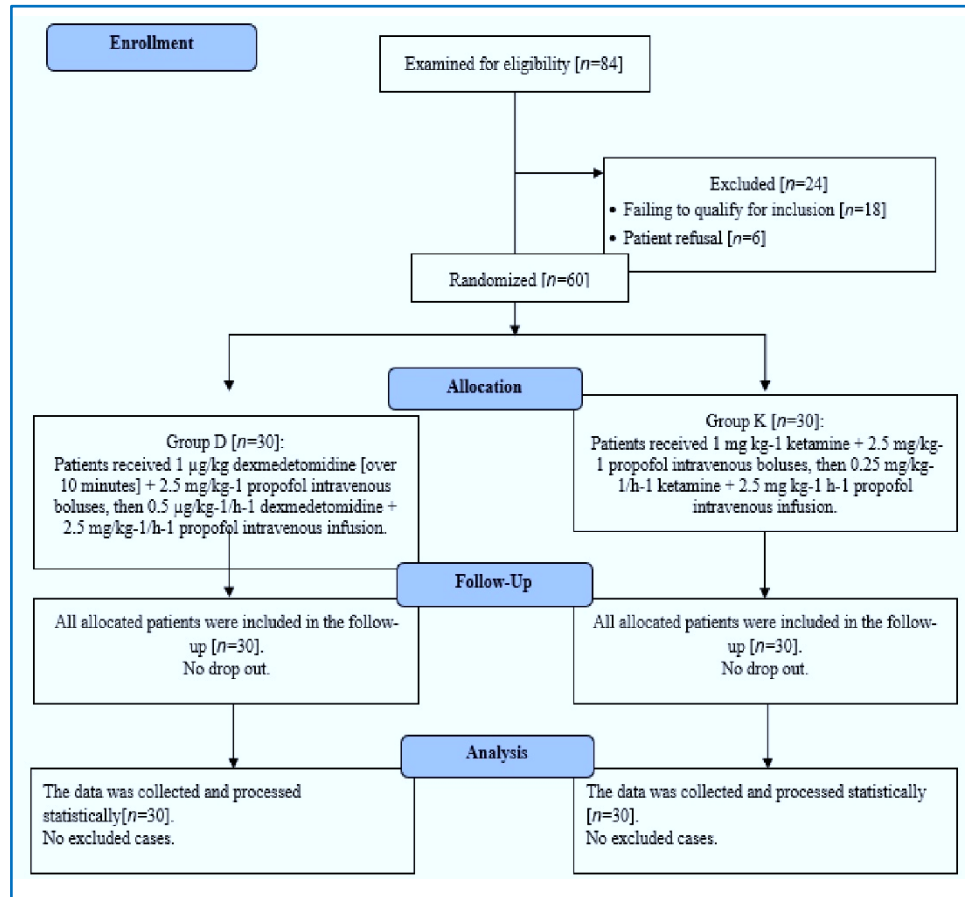 Enrollment
Examined for eligibility [n=84]
Excluded [n=24]
• Failing to qualify for inclusion [n=18]
• Patient refusal [n=6]
Randomized [n=60]
Allocation
Group D [n=30]:
Patients received 1 µg/kg dexmedetomidine [over
10 minutes] + 2.5 mg/kg-1 propofol intravenous
boluses, then 0.5 µg/kg-1/h-1 dexmedetomidine +
2.5 mg/kg-1/h-1 propofol intravenous infusion.
Group K [n=30]:
Patients received 1 mg kg-1 ketamine + 2.5 mg/kg-
1 propofol intravenous boluses, then 0.25 mg/kg-
1/h-1 ketamine + 2.5 mg kg-1 h-1 propofol
intravenous infusion.
Follow-Up
All allocated patients were included in the follow-
up [n=30].
No drop out.
All allocated patients were included in the follow-
up [n=30].
No drop out.
Analysis
The data was collected and processed
statistically[n=30].
No excluded cases.
The data was collected and processed statistically
[n=30].
No excluded cases.